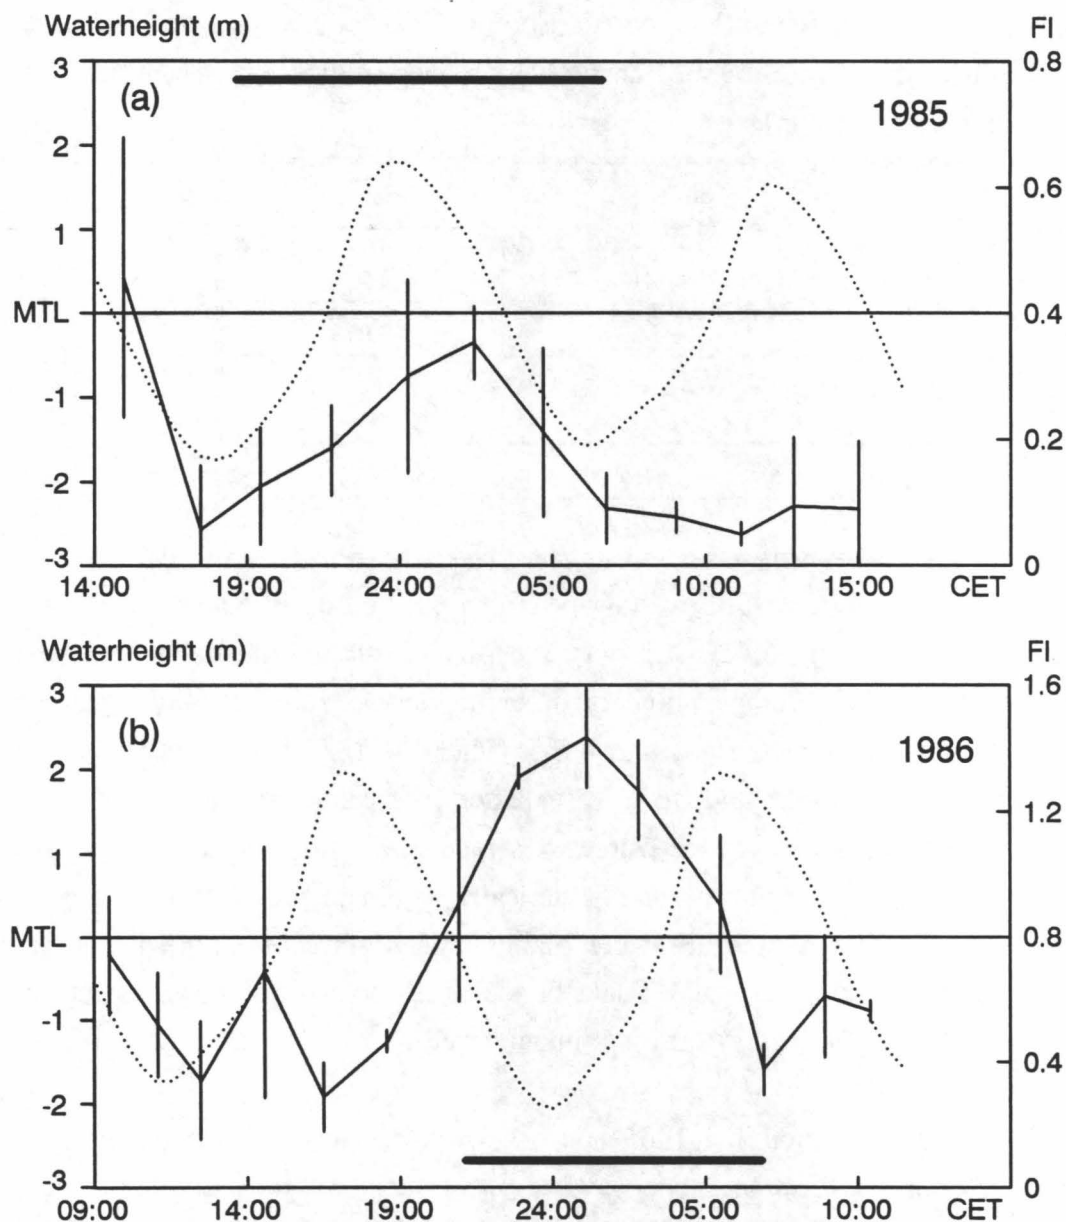 Waterheight (m) FI
3 0.8
(a)
1985
2
0.6
1
MTL 0.4
-1
0.2
-2
-3 0
14:00 19:00 24:00 05:00 10:00 15:00 CET
Waterheight (m) FI
3 1.6
(b)
1986
2
1.2
1
MTL 0.8
-1
0.4
-2
-3 0
09:00 14:00 19:00 24:00 05:00 10:00 CET